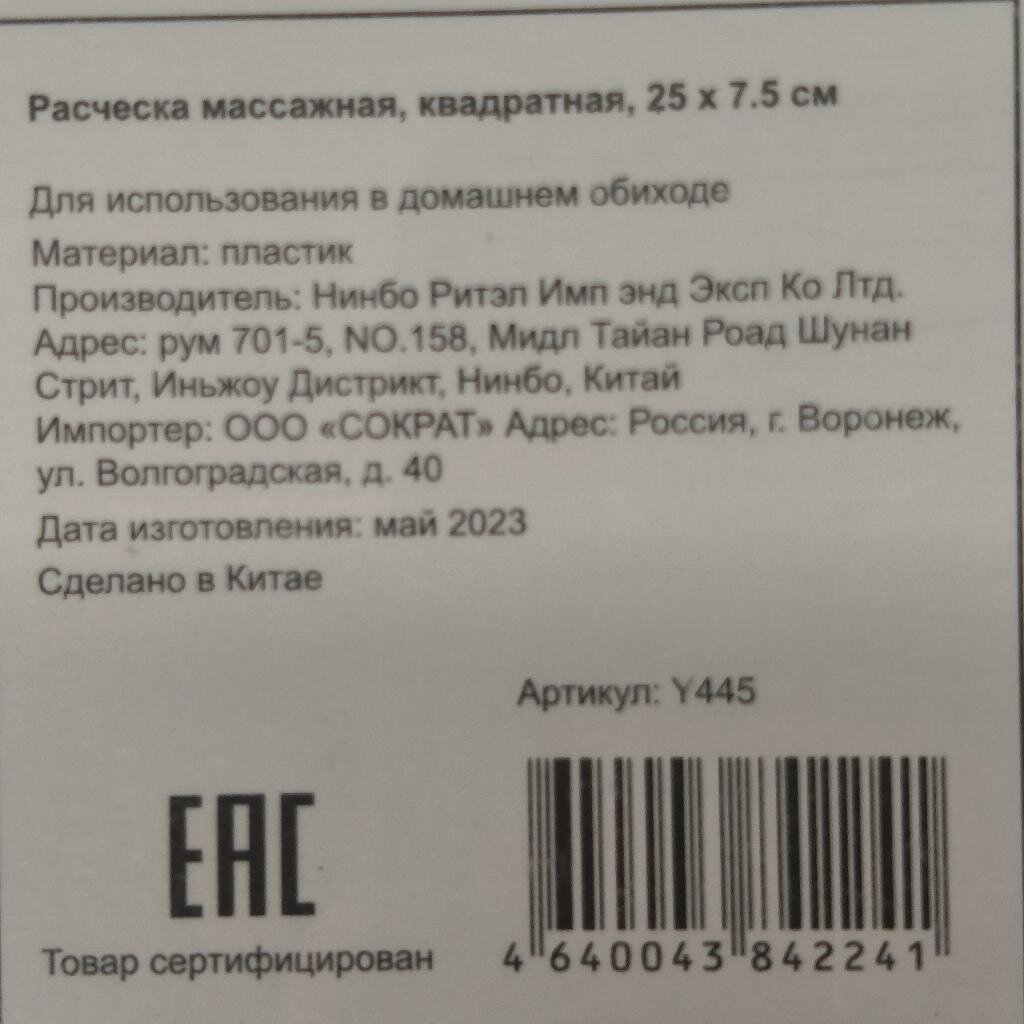 Расческа массажная, квадратная, 25 х 7.5 см
Для использования в домашнем обиходе
Материал: пластик
Производитель: Нинбо Ритэл Имп энд Эксп Ко Лтд.
Адрес: рум 701-5, NO.158, Мидл Тайан Роад Шунан
Стрит, Иньжоу Дистрикт, Нинбо, Китай
Импортер: ООО «СОКРАТ» Адрес: Россия, г. Воронеж,
ул. Волгоградская, д. 40
Дата изготовления: май 2023
Сделано в Китае
Артикул: Y445
EAC
Товар сертифицирован
4 640043 842241